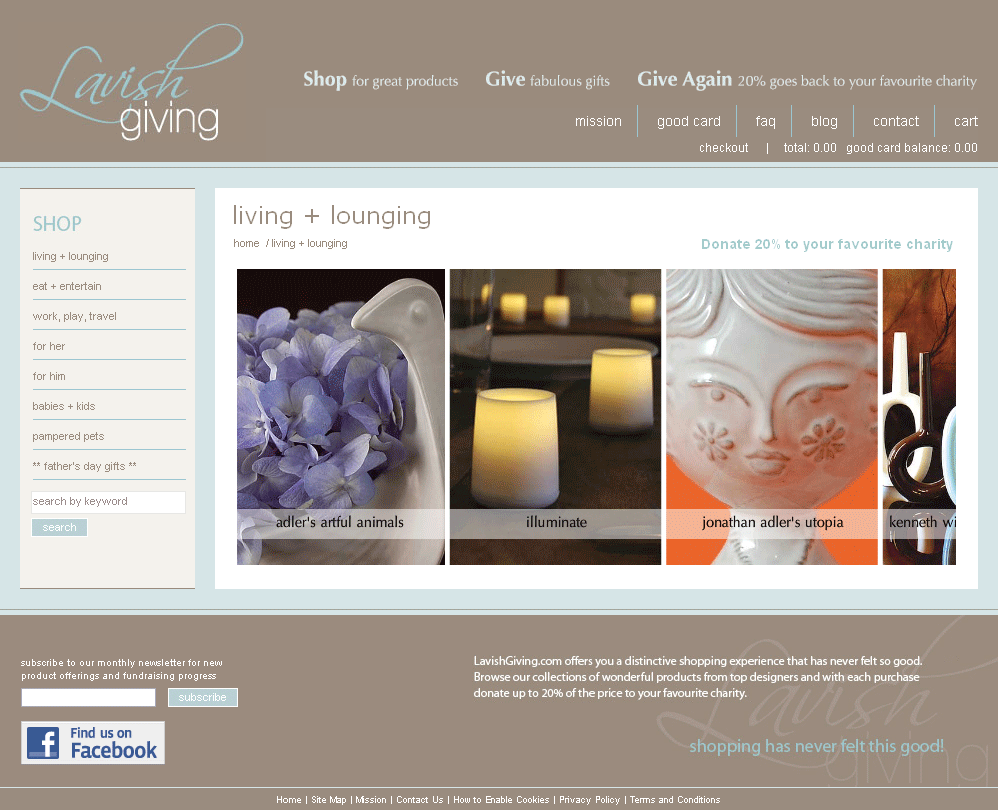 Lavish
giving
Shop for great products Give fabulous gifts Give Again 20% goes back to your favourite charity
mission good card faq blog contact cart
checkout | total: 0.00 good card balance: 0.00
SHOP
living + lounging
eat + entertain
work, play, travel
for her
for him
babies + kids
pampered pets
** father's day gifts **
search by keyword
search
living + lounging
home / living + lounging
Donate 20% to your favourite charity
adler's artful animals
illuminate
jonathan adler's utopia
kenneth wi
subscribe to our monthly newsletter for new
product offerings and fundraising progress
subscribe
Find us on
Facebook
LavishGiving.com offers you a distinctive shopping experience that has never felt so good.
Browse our collections of wonderful products from top designers and with each purchase
donate up to 20% of the price to your favourite charity.
Lavish
giving
shopping has never felt this good!
Home | Site Map | Mission | Contact Us | How to Enable Cookies | Privacy Policy | Terms and Conditions